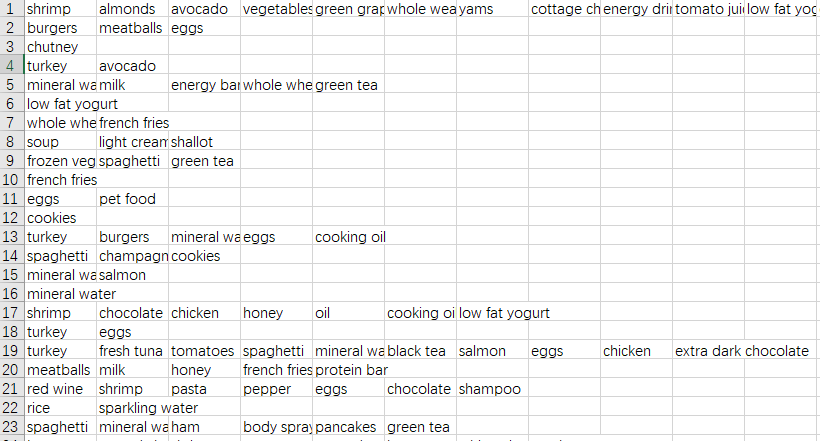 1 shrimp almonds avocado vegetables green grap whole wea yams cottage ch energy dri tomato jui low fat yog
2 burgers meatballs eggs
3 chutney
4 turkey avocado
5 mineral wa milk energy bar whole whe green tea
6 low fat yogurt
7 whole whe french fries
8 soup light cream shallot
9 frozen veg spaghetti green tea
10 french fries
11 eggs pet food
12 cookies
13 turkey burgers mineral wa eggs cooking oil
14 spaghetti champagn cookies
15 mineral wa salmon
16 mineral water
17 shrimp chocolate chicken honey oil cooking oi low fat yogurt
18 turkey eggs
19 turkey fresh tuna tomatoes spaghetti mineral wa black tea salmon eggs chicken extra dark chocolate
20 meatballs milk honey french fries protein bar
21 red wine shrimp pasta pepper eggs chocolate shampoo
22 rice sparkling water
23 spaghetti mineral wa ham body spray pancakes green tea